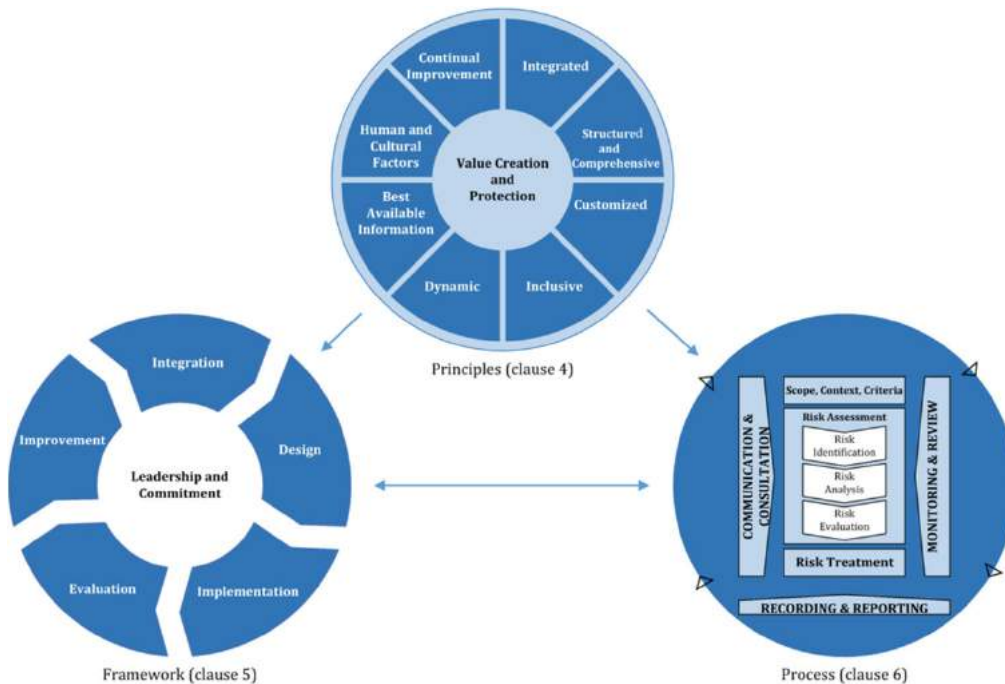 Continual
Improvement
Integrated
Human and
Cultural
Factors
Structured
and
Comprehensive
Value Creation
and
Protection
Best
Available
Information
Customized
Dynamic
Inclusive
Principles (clause 4)
Integration
Improvement
Design
Leadership and
Commitment
Evaluation
Implementation
Framework (clause 5)
Scope, Context, Criteria
Risk Assessment
Risk
Identification
Risk
Analysis
Risk
Evaluation
Risk Treatment
COMMUNICATION &
CONSULTATION
MONITORING & REVIEW
RECORDING & REPORTING
Process (clause 6)